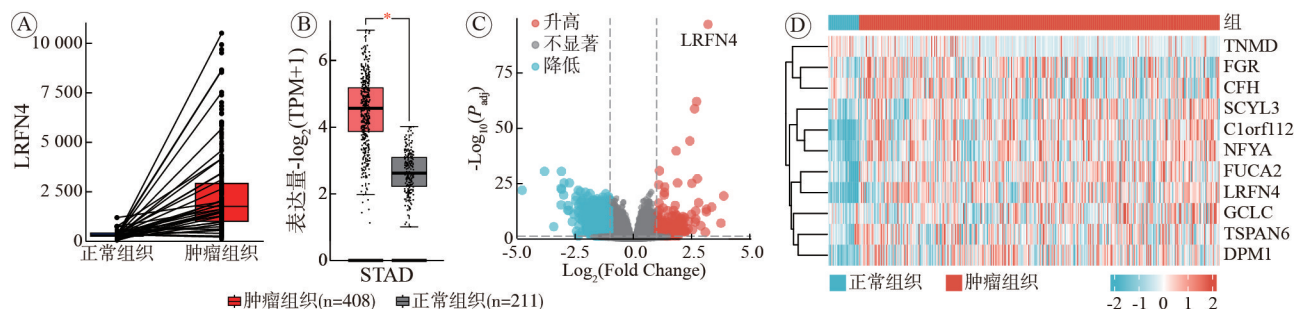 A
LRFN4
10 000
7 500
5 000
2 500
0
正常组织
肿瘤组织
B
*
表达量-log2(TPM+1)
6
4
2
0
STAD
肿瘤组织(n=408)
正常组织(n=211)
C
升高
不显著
降低
LRFN4
-Log10(Padj)
75
50
25
0
-5.0
-2.5
0.0
2.5
5.0
Log2(Fold Change)
D
组
TNMD
FGR
CFH
SCYL3
C1orf112
NFYA
FUCA2
LRFN4
GCLC
TSPAN6
DPM1
正常组织
肿瘤组织
-2 -1 0 1 2